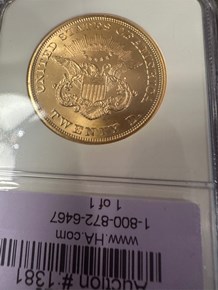 UNITED STATES OF AMERICA
TWENTY D.
Auction # 1381
www.HA.com
1-800-872-6467
1 of 1